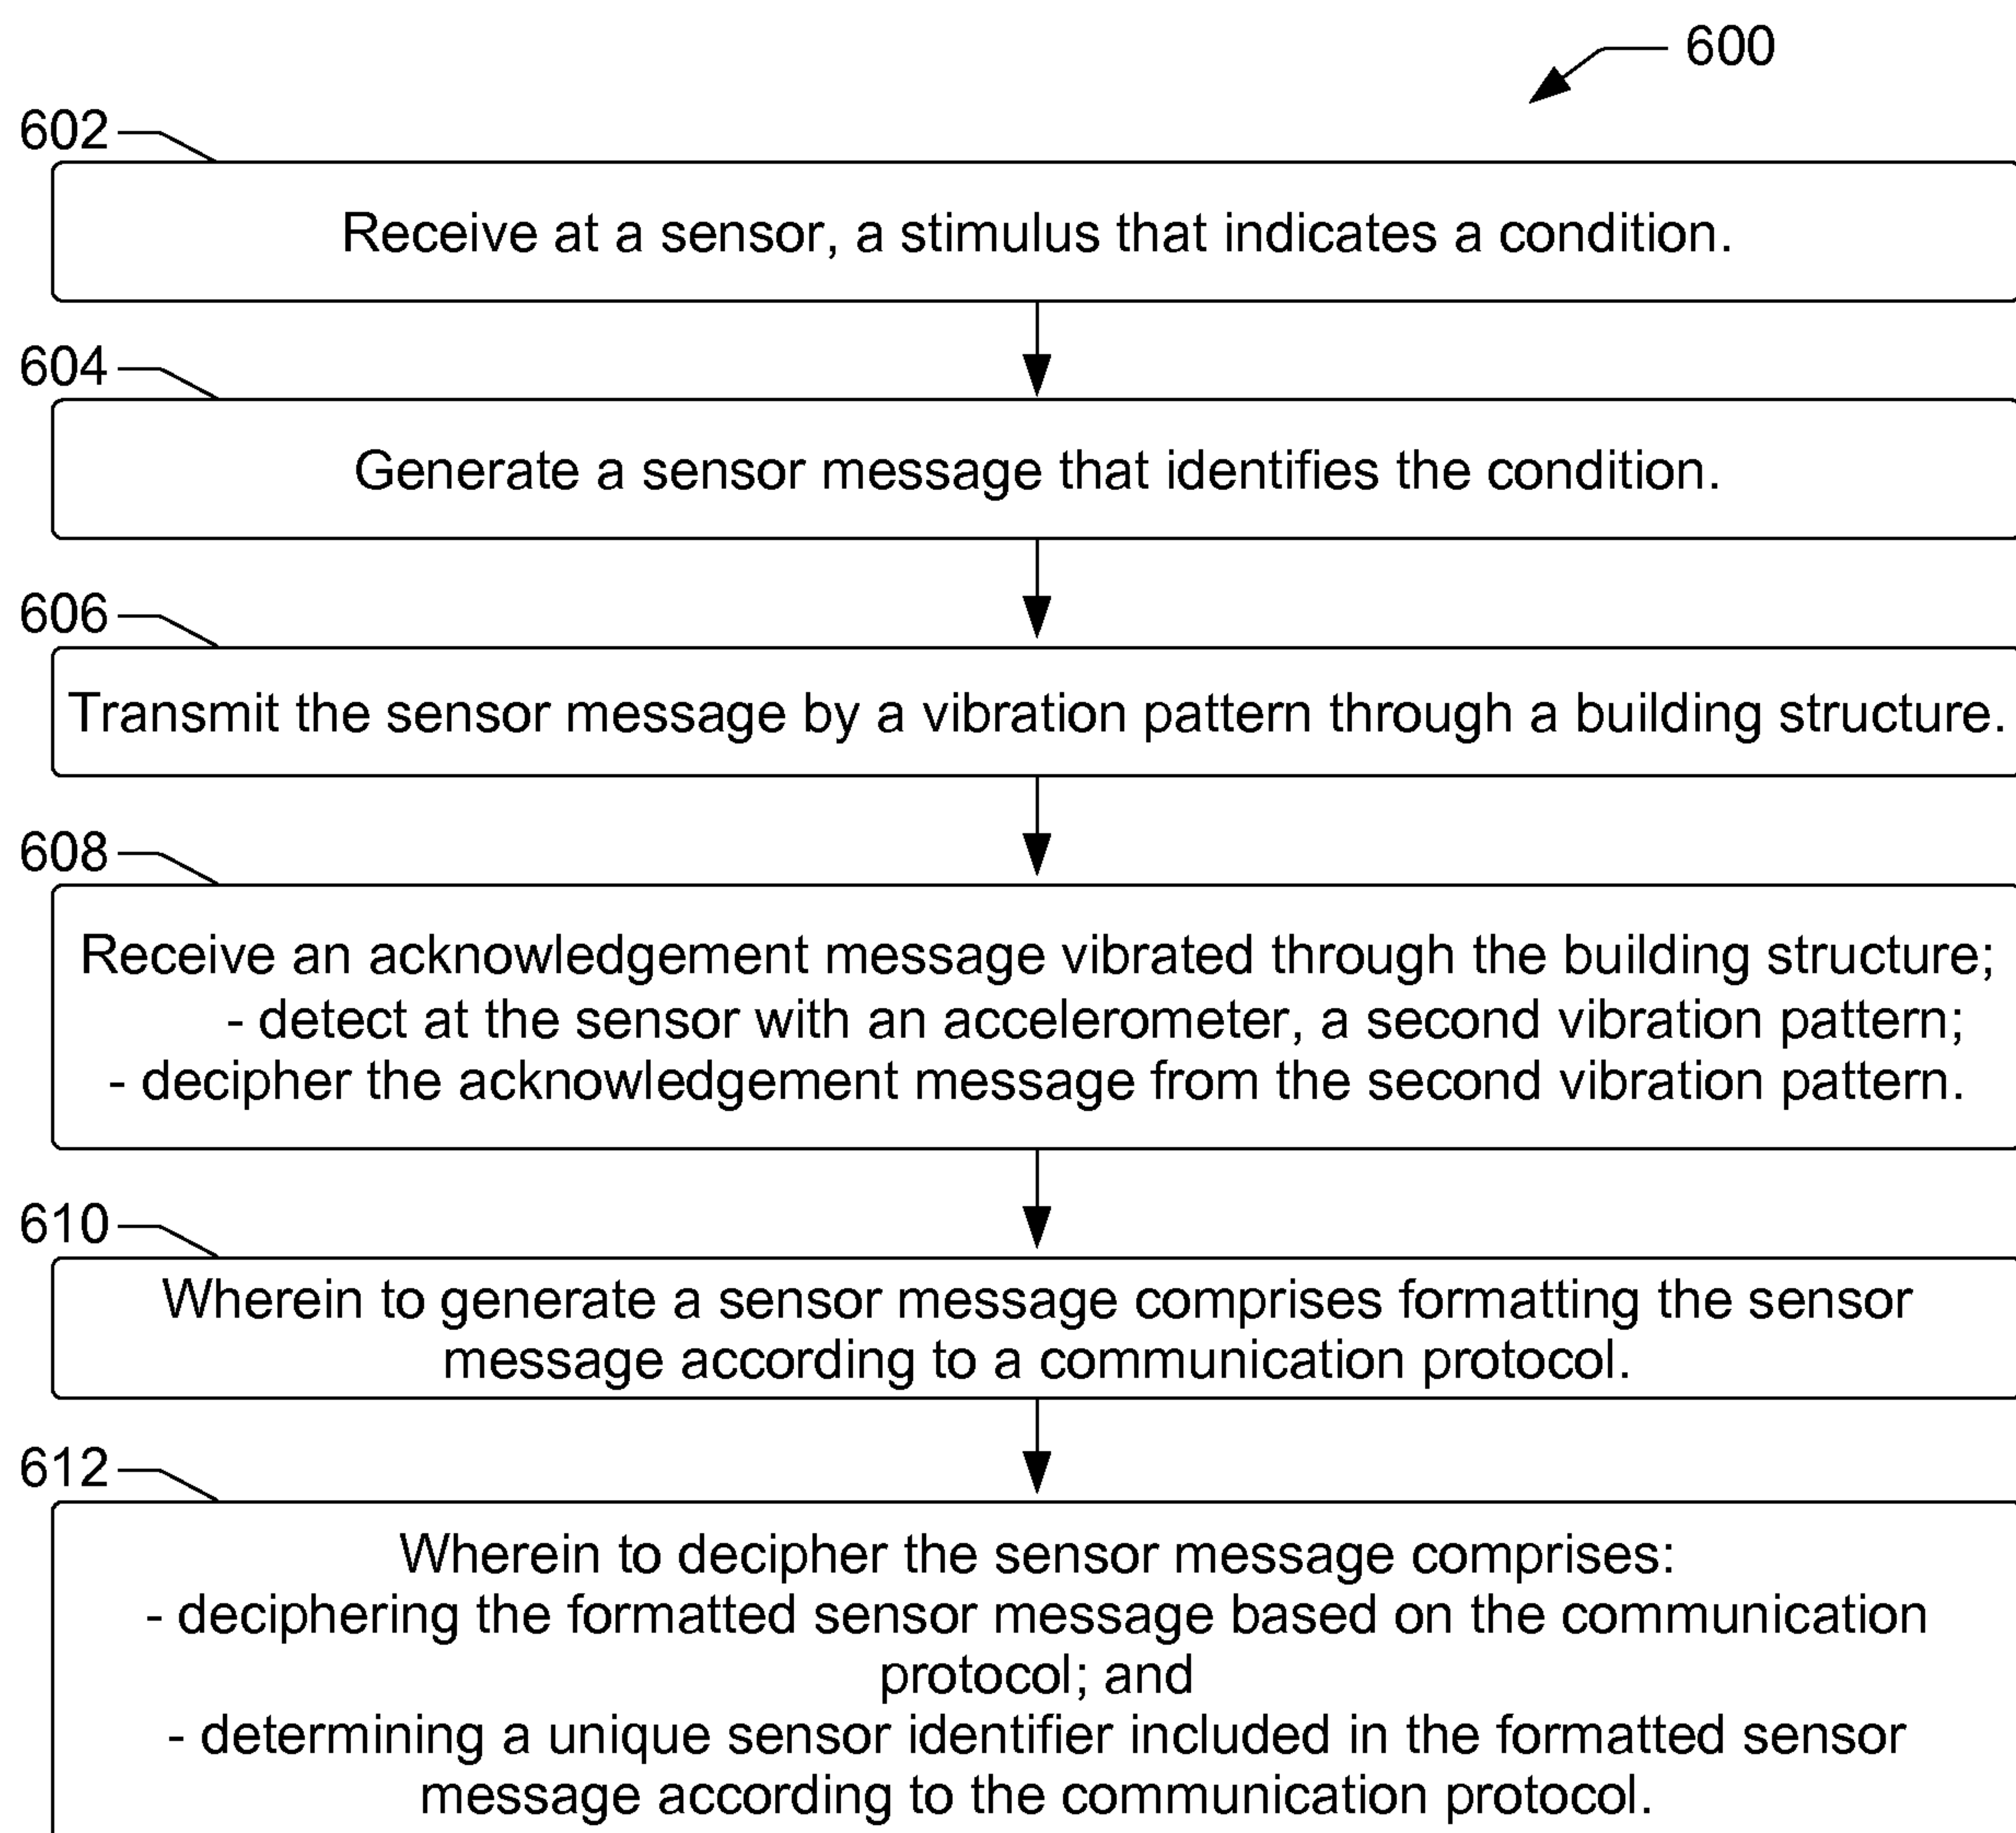 600
602
Receive at a sensor, a stimulus that indicates a condition.
604
Generate a sensor message that identifies the condition.
606
Transmit the sensor message by a vibration pattern through a building structure.
608
Receive an acknowledgement message vibrated through the building structure;
- detect at the sensor with an accelerometer, a second vibration pattern;
- decipher the acknowledgement message from the second vibration pattern.
610
Wherein to generate a sensor message comprises formatting the sensor
message according to a communication protocol.
612
Wherein to decipher the sensor message comprises:
- deciphering the formatted sensor message based on the communication
protocol; and
- determining a unique sensor identifier included in the formatted sensor
message according to the communication protocol.